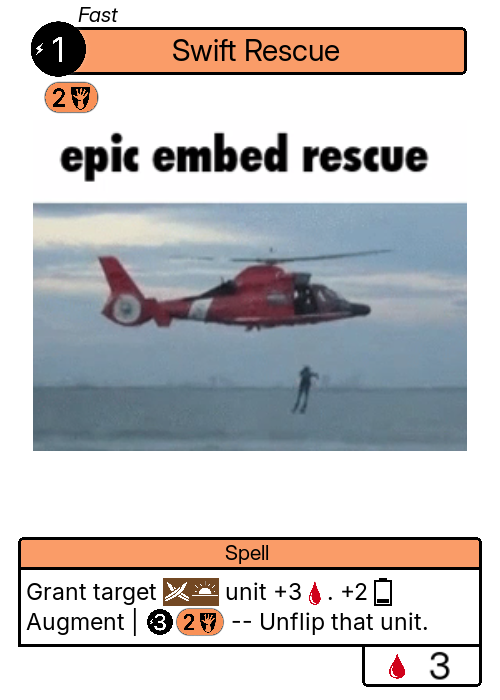 Fast
1
Swift Rescue
2
epic embed rescue
Spell
Grant target unit +3 . +2
Augment | 3 2 -- Unflip that unit.
3